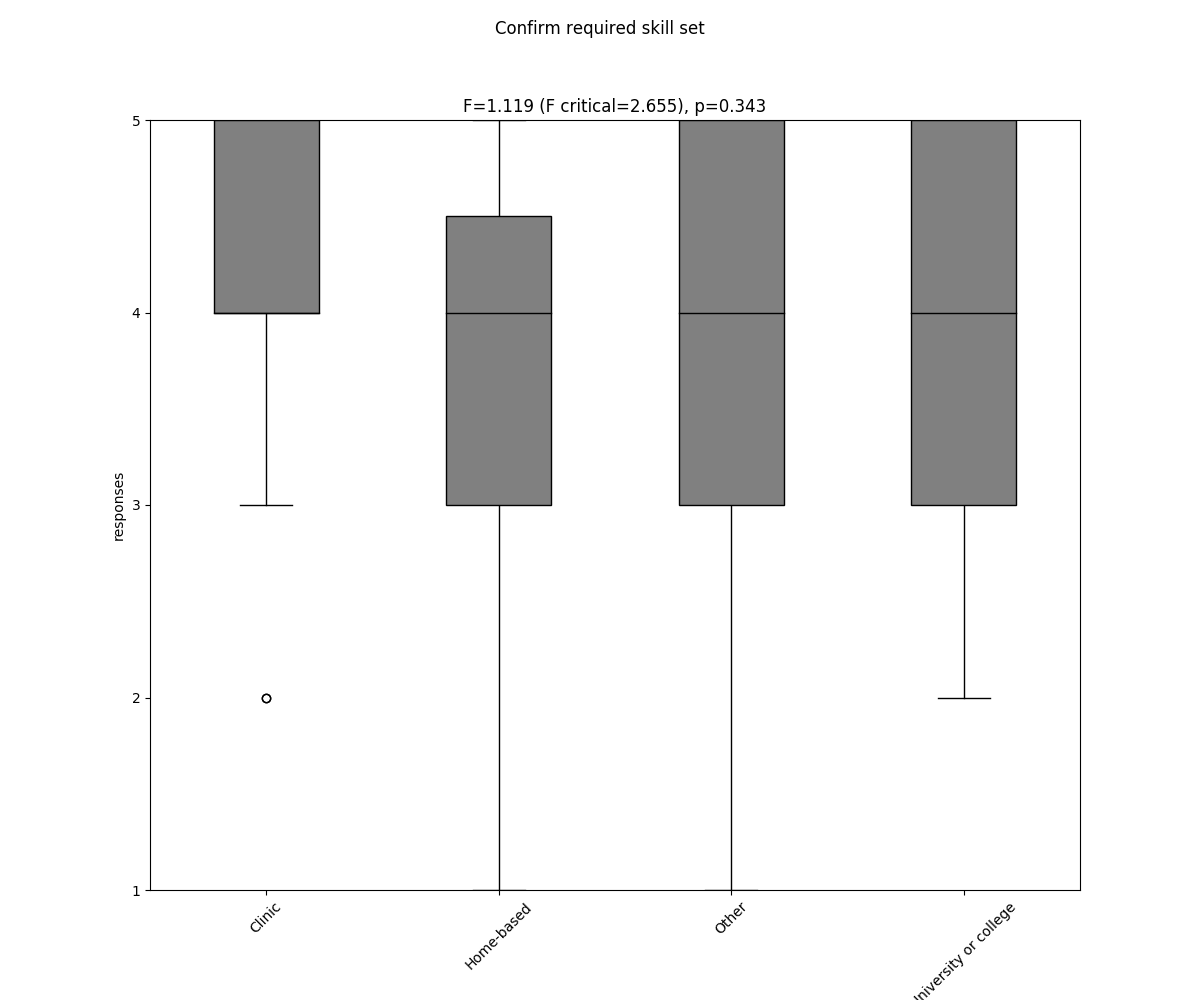 Confirm required skill set
F=1.119 (F critical=2.655), p=0.343
5
4
3
2
1
responses
Clinic
Home-based
Other
niversity or college